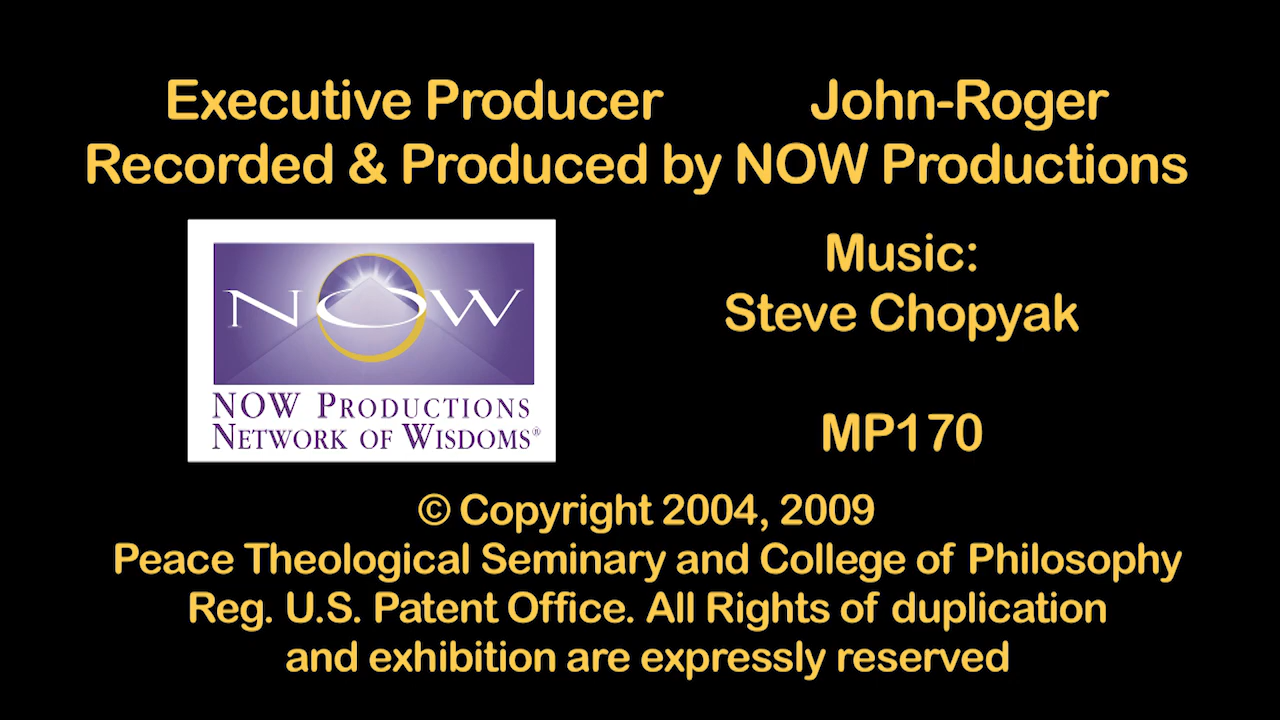 Executive Producer John-Roger
Recorded & Produced by NOW Productions
NOW
NOW PRODUCTIONS
NETWORK OF WISDOMS®
Music:
Steve Chopyak
MP170
© Copyright 2004, 2009
Peace Theological Seminary and College of Philosophy
Reg. U.S. Patent Office. All Rights of duplication
and exhibition are expressly reserved